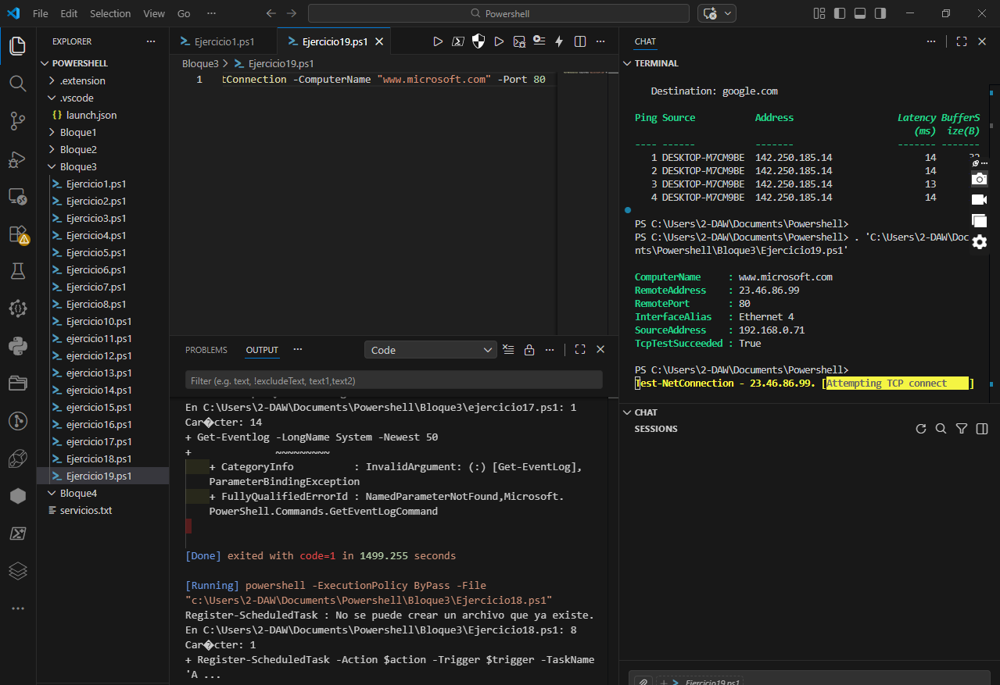 File Edit Selection View Go ··· Powershell
EXPLORER ···
POWERSHELL
.extension
.vscode
{} launch.json
Bloque1
Bloque2
Bloque3
Ejercicio1.ps1
Ejercicio2.ps1
Ejercicio3.ps1
Ejercicio4.ps1
Ejercicio5.ps1
Ejercicio6.ps1
Ejercicio7.ps1
Ejercicio8.ps1
Ejercicio10.ps1
ejercicio11.ps1
ejercicio12.ps1
ejercicio13.ps1
ejercicio14.ps1
ejercicio15.ps1
ejercicio16.ps1
ejercicio17.ps1
Ejercicio18.ps1
Ejercicio19.ps1
Bloque4
servicios.txt
Ejercicio1.ps1 Ejercicio19.ps1
Bloque3 > Ejercicio19.ps1
1 tConnection -ComputerName "www.microsoft.com" -Port 80
PROBLEMS OUTPUT ··· Code
Filter (e.g. text, !excludeText, text1,text2)
En C:\Users\2-DAW\Documents\Powershell\Bloque3\ejercicio17.ps1: 1
Car�cter: 14
+ Get-Eventlog -LongName System -Newest 50
+ ~~~~~~~~~
+ CategoryInfo : InvalidArgument: (:) [Get-EventLog],
ParameterBindingException
+ FullyQualifiedErrorId : NamedParameterNotFound,Microsoft.
PowerShell.Commands.GetEventLogCommand
[Done] exited with code=1 in 1499.255 seconds
[Running] powershell -ExecutionPolicy ByPass -File
"c:\Users\2-DAW\Documents\Powershell\Bloque3\Ejercicio18.ps1"
Register-ScheduledTask : No se puede crear un archivo que ya existe.
En C:\Users\2-DAW\Documents\Powershell\Bloque3\Ejercicio18.ps1: 8
Car�cter: 1
+ Register-ScheduledTask -Action $action -Trigger $trigger -TaskName
'A ...
CHAT
TERMINAL
Destination: google.com
Ping Source Address Latency BufferS
(ms) ize(B)
---- ------ ------- ------- -------
1 DESKTOP-M7CM9BE 142.250.185.14 14
2 DESKTOP-M7CM9BE 142.250.185.14 14
3 DESKTOP-M7CM9BE 142.250.185.14 13
4 DESKTOP-M7CM9BE 142.250.185.14 14
PS C:\Users\2-DAW\Documents\Powershell>
PS C:\Users\2-DAW\Documents\Powershell> . 'C:\Users\2-DAW\Doc
nts\Powershell\Bloque3\Ejercicio19.ps1'
ComputerName : www.microsoft.com
RemoteAddress : 23.46.86.99
RemotePort : 80
InterfaceAlias : Ethernet 4
SourceAddress : 192.168.0.71
TcpTestSucceeded : True
PS C:\Users\2-DAW\Documents\Powershell>
Test-NetConnection - 23.46.86.99. [Attempting TCP connect ]
CHAT
SESSIONS
Ejercicio19.ps1